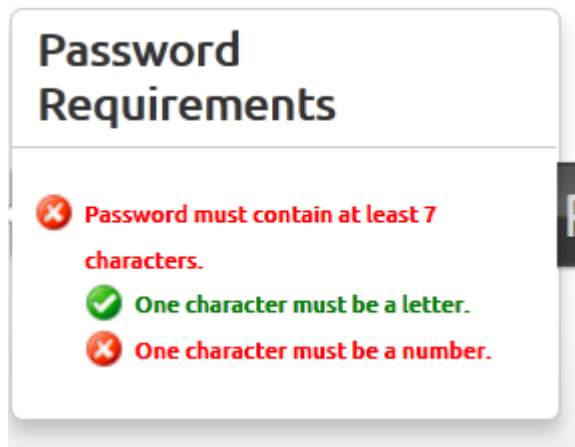 Password
Requirements
Password must contain at least 7
characters.
One character must be a letter.
One character must be a number.